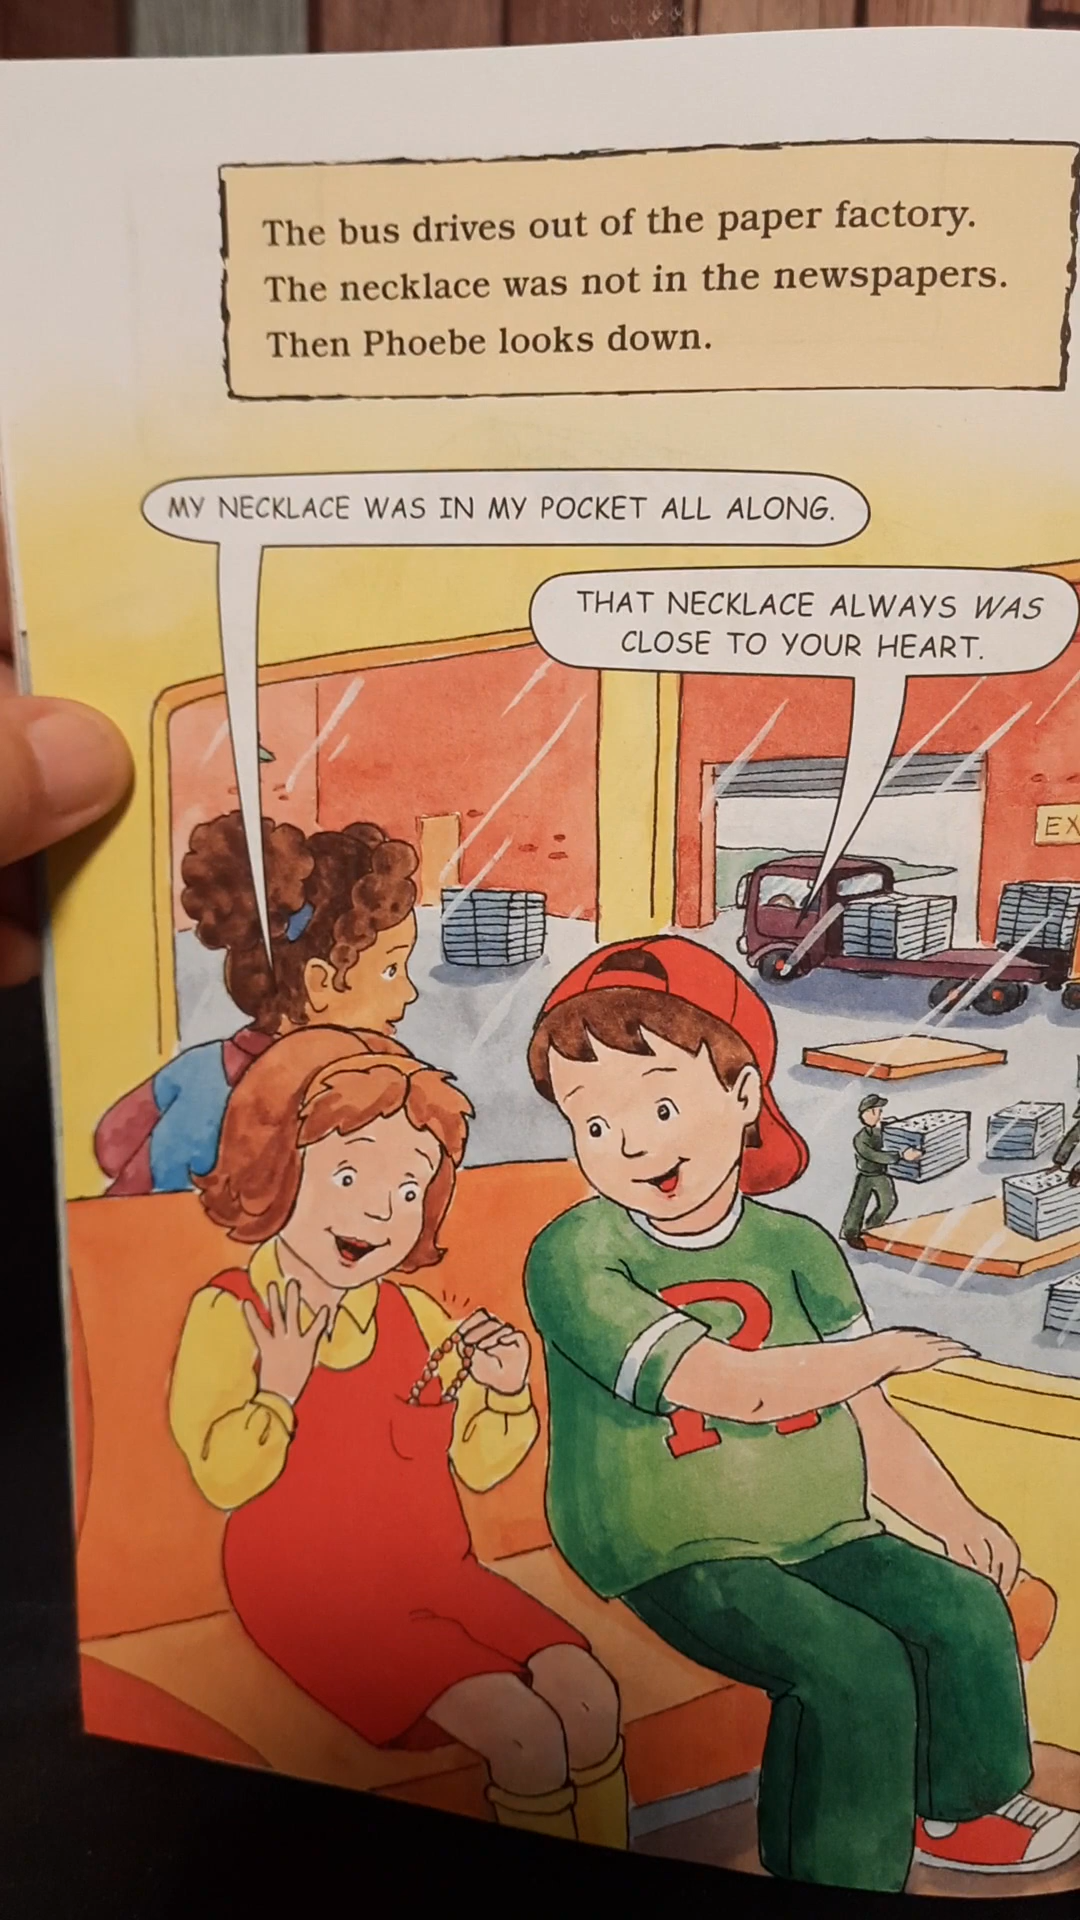 The bus drives out of the paper factory.
The necklace was not in the newspapers.
Then Phoebe looks down.
MY NECKLACE WAS IN MY POCKET ALL ALONG.
THAT NECKLACE ALWAYS WAS
CLOSE TO YOUR HEART.
EX
R